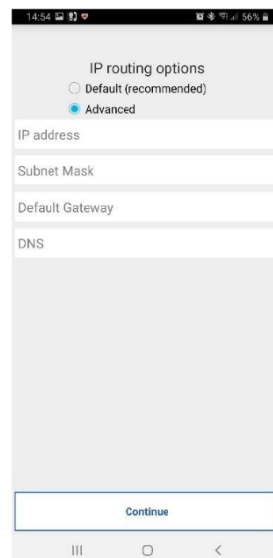 14:54
56%
IP routing options
Default (recommended)
Advanced
IP address
Subnet Mask
Default Gateway
DNS
Continue